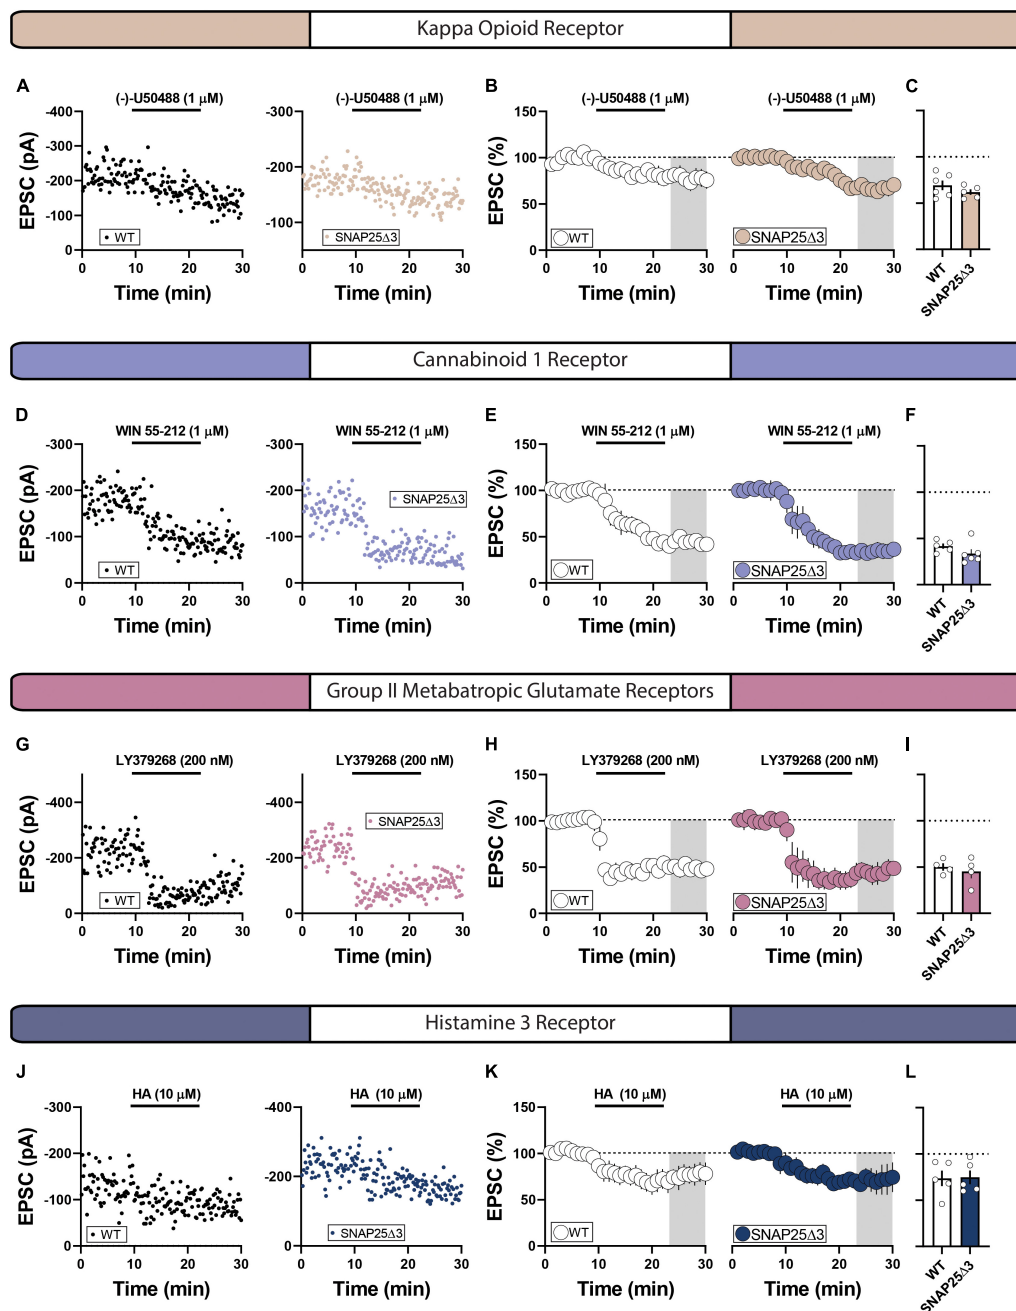 Kappa Opioid Receptor
A
(-)-U50488 (1 μM)
(-)-U50488 (1 μM)
B
(-)-U50488 (1 μM)
(-)-U50488 (1 μM)
C
EPSC (pA)
-400
-300
-200
-100
0
WT
0 10 20 30
Time (min)
-300
-200
-100
SNAP25Δ3
0 10 20 30
Time (min)
EPSC (%)
150
100
50
0
WT
0 10 20 30
Time (min)
SNAP25Δ3
0 10 20 30
Time (min)
WT
SNAP25Δ3
Cannabinoid 1 Receptor
D
WIN 55-212 (1 μM)
WIN 55-212 (1 μM)
E
WIN 55-212 (1 μM)
WIN 55-212 (1 μM)
F
EPSC (pA)
-300
-200
-100
0
WT
0 10 20 30
Time (min)
-300
-200
-100
0
SNAP25Δ3
0 10 20 30
Time (min)
EPSC (%)
150
100
50
0
WT
0 10 20 30
Time (min)
SNAP25Δ3
0 10 20 30
Time (min)
WT
SNAP25Δ3
Group II Metabatropic Glutamate Receptors
G
LY379268 (200 nM)
LY379268 (200 nM)
H
LY379268 (200 nM)
LY379268 (200 nM)
I
EPSC (pA)
-400
-200
0
WT
0 10 20 30
Time (min)
-400
-200
0
SNAP25Δ3
0 10 20 30
Time (min)
EPSC (%)
150
100
50
0
WT
0 10 20 30
Time (min)
SNAP25Δ3
0 10 20 30
Time (min)
WT
SNAP25Δ3
Histamine 3 Receptor
J
HA (10 μM)
HA (10 μM)
K
HA (10 μM)
HA (10 μM)
L
EPSC (pA)
-300
-200
-100
0
WT
0 10 20 30
Time (min)
-400
-200
0
SNAP25Δ3
0 10 20 30
Time (min)
EPSC (%)
150
100
50
0
WT
0 10 20 30
Time (min)
SNAP25Δ3
0 10 20 30
Time (min)
WT
SNAP25Δ3